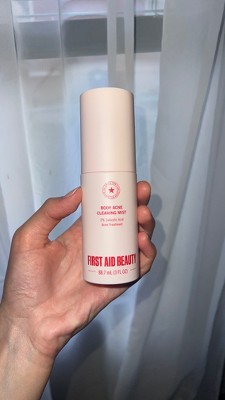 BODY ACNE
CLEARING MIST
2% Salicylic Acid
Acne Treatment
FIRST AID BEAUTY
88.7 mL (3 FL OZ)